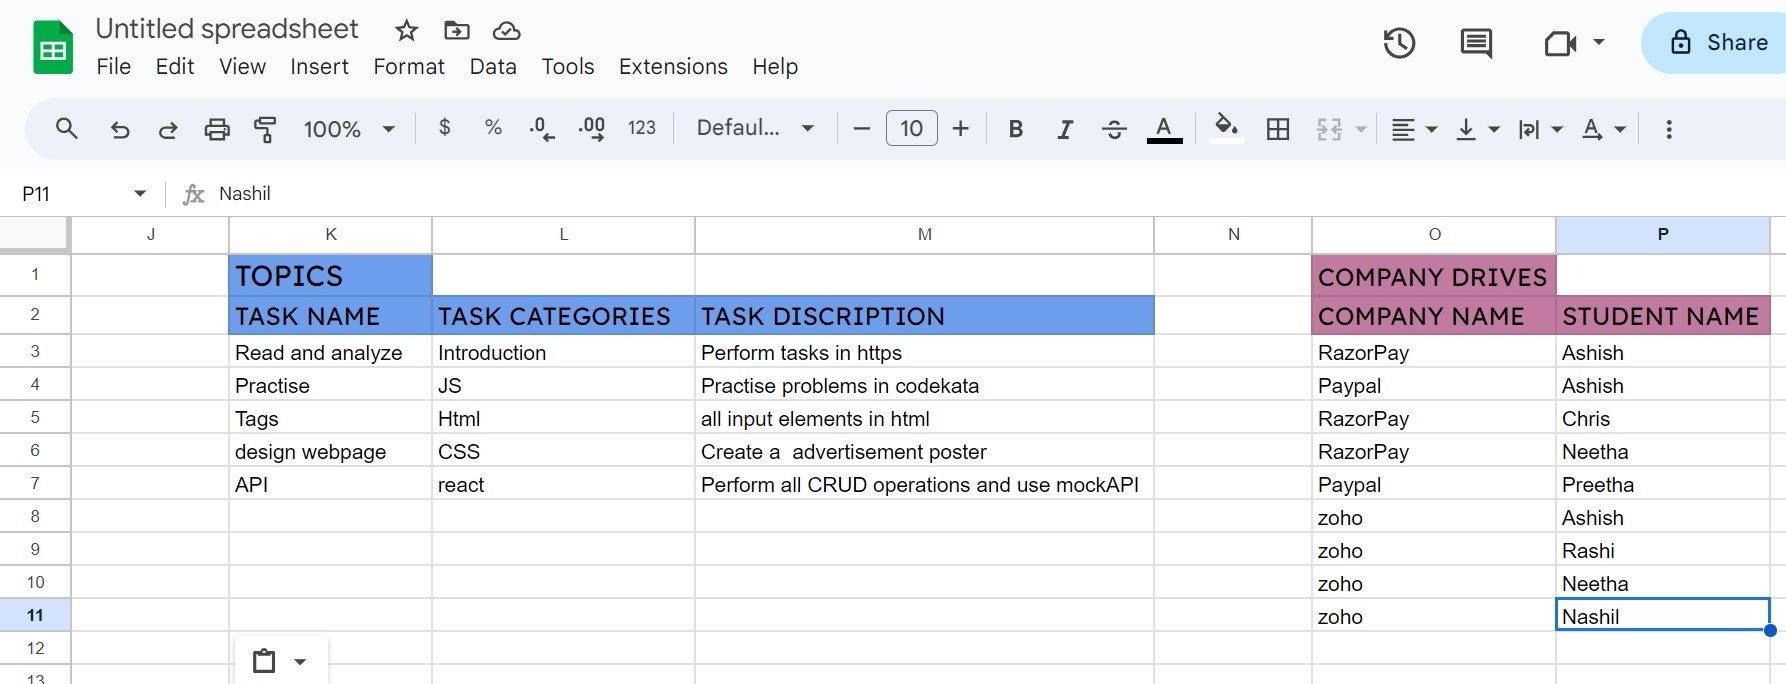 Untitled spreadsheet
File Edit View Insert Format Data Tools Extensions Help
Share
100% $ % .0 .00 123 Defaul... 10 B I A A
P11 fx Nashil
J K L M N O P
1 TOPICS COMPANY DRIVES
2 TASK NAME TASK CATEGORIES TASK DISCRIPTION COMPANY NAME STUDENT NAME
3 Read and analyze Introduction Perform tasks in https RazorPay Ashish
4 Practise JS Practise problems in codekata Paypal Ashish
5 Tags Html all input elements in html RazorPay Chris
6 design webpage CSS Create a  advertisement poster RazorPay Neetha
7 API react Perform all CRUD operations and use mockAPI Paypal Preetha
8 zoho Ashish
9 zoho Rashi
10 zoho Neetha
11 zoho Nashil
12
13